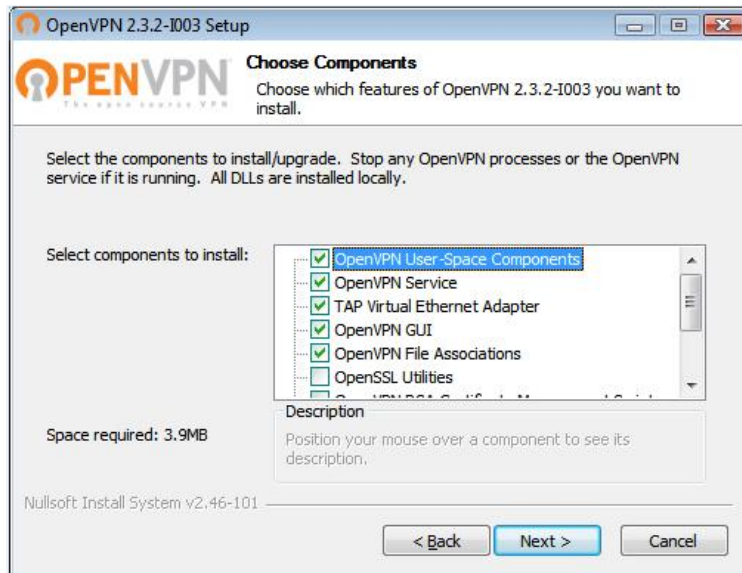 OpenVPN 2.3.2-I003 Setup
OPENVPN
The open source VPN
Choose Components
Choose which features of OpenVPN 2.3.2-I003 you want to
install.
Select the components to install/upgrade. Stop any OpenVPN processes or the OpenVPN
service if it is running. All DLLs are installed locally.
Select components to install:
OpenVPN User-Space Components
OpenVPN Service
TAP Virtual Ethernet Adapter
OpenVPN GUI
OpenVPN File Associations
OpenSSL Utilities
Space required: 3.9MB
Description
Position your mouse over a component to see its
description.
Nullsoft Install System v2.46-101
< Back
Next >
Cancel